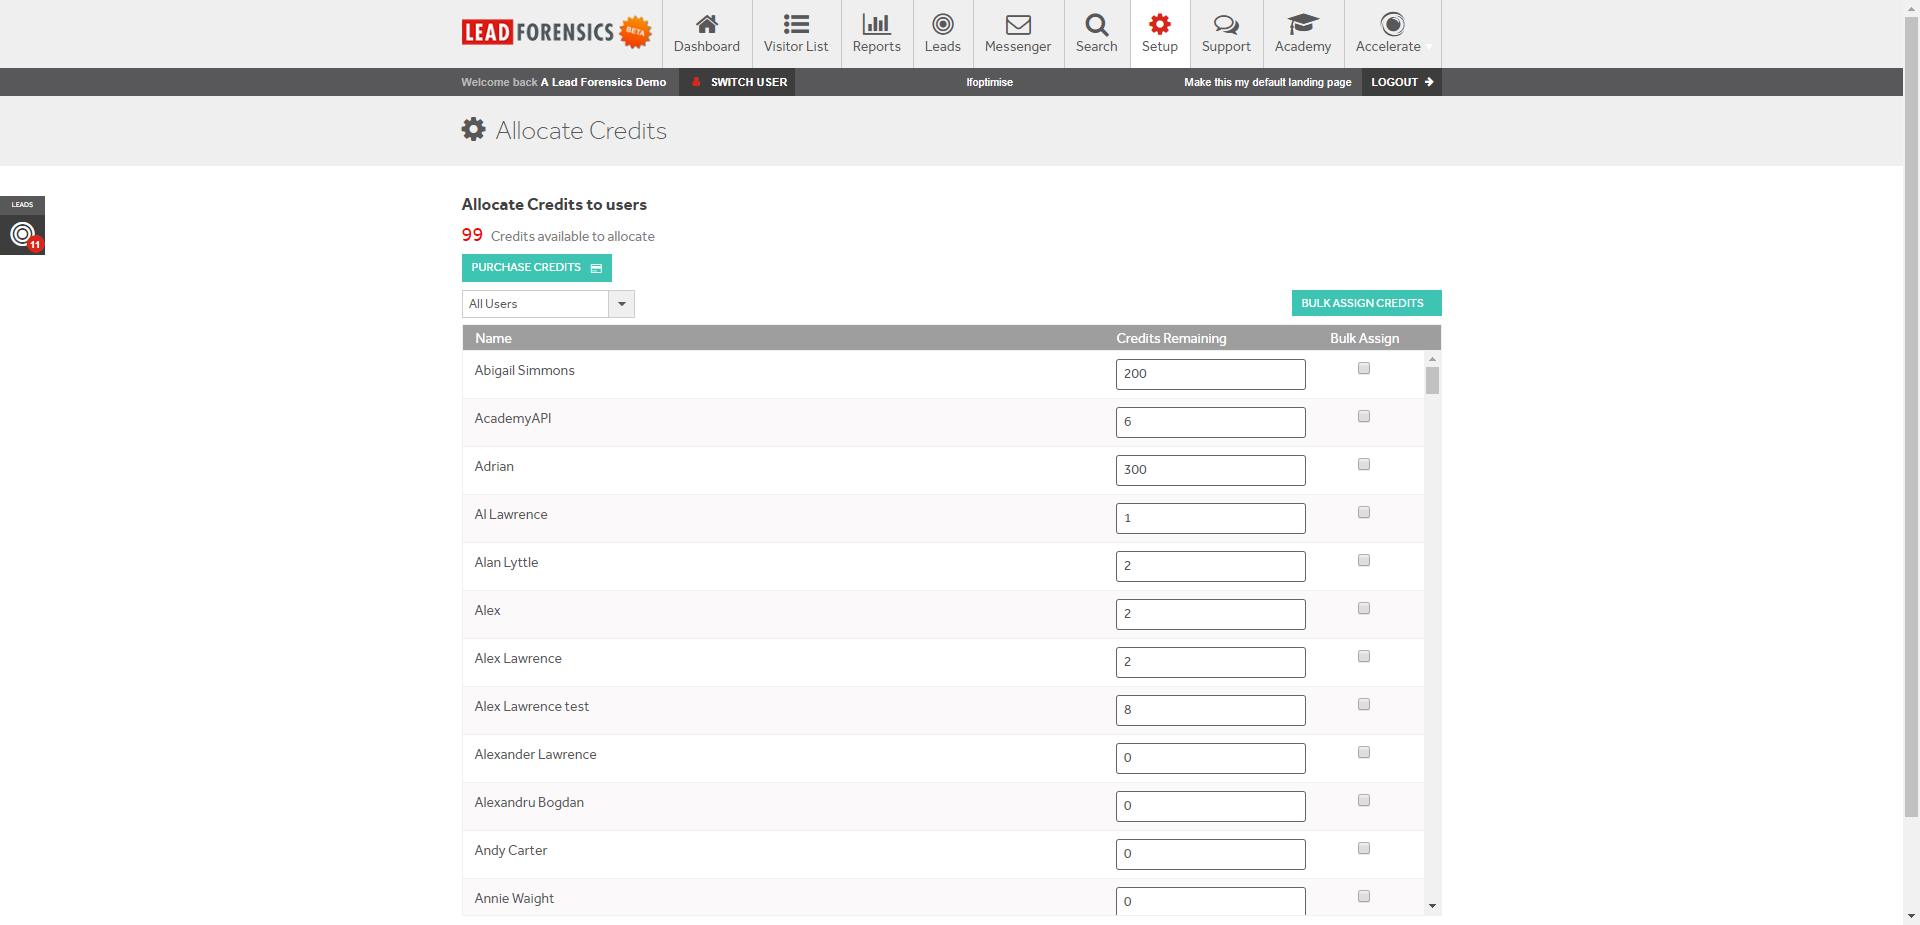 LEAD FORENSICS BETA
Dashboard
Visitor List
Reports
Leads
Messenger
Search
Setup
Support
Academy
Accelerate
Welcome back A Lead Forensics Demo
SWITCH USER
lfoptimise
Make this my default landing page
LOGOUT
Allocate Credits
LEADS
11
Allocate Credits to users
99 Credits available to allocate
PURCHASE CREDITS
All Users
BULK ASSIGN CREDITS
Name Credits Remaining Bulk Assign
Abigail Simmons 200
AcademyAPI 6
Adrian 300
Al Lawrence 1
Alan Lyttle 2
Alex 2
Alex Lawrence 2
Alex Lawrence test 8
Alexander Lawrence 0
Alexandru Bogdan 0
Andy Carter 0
Annie Waight 0